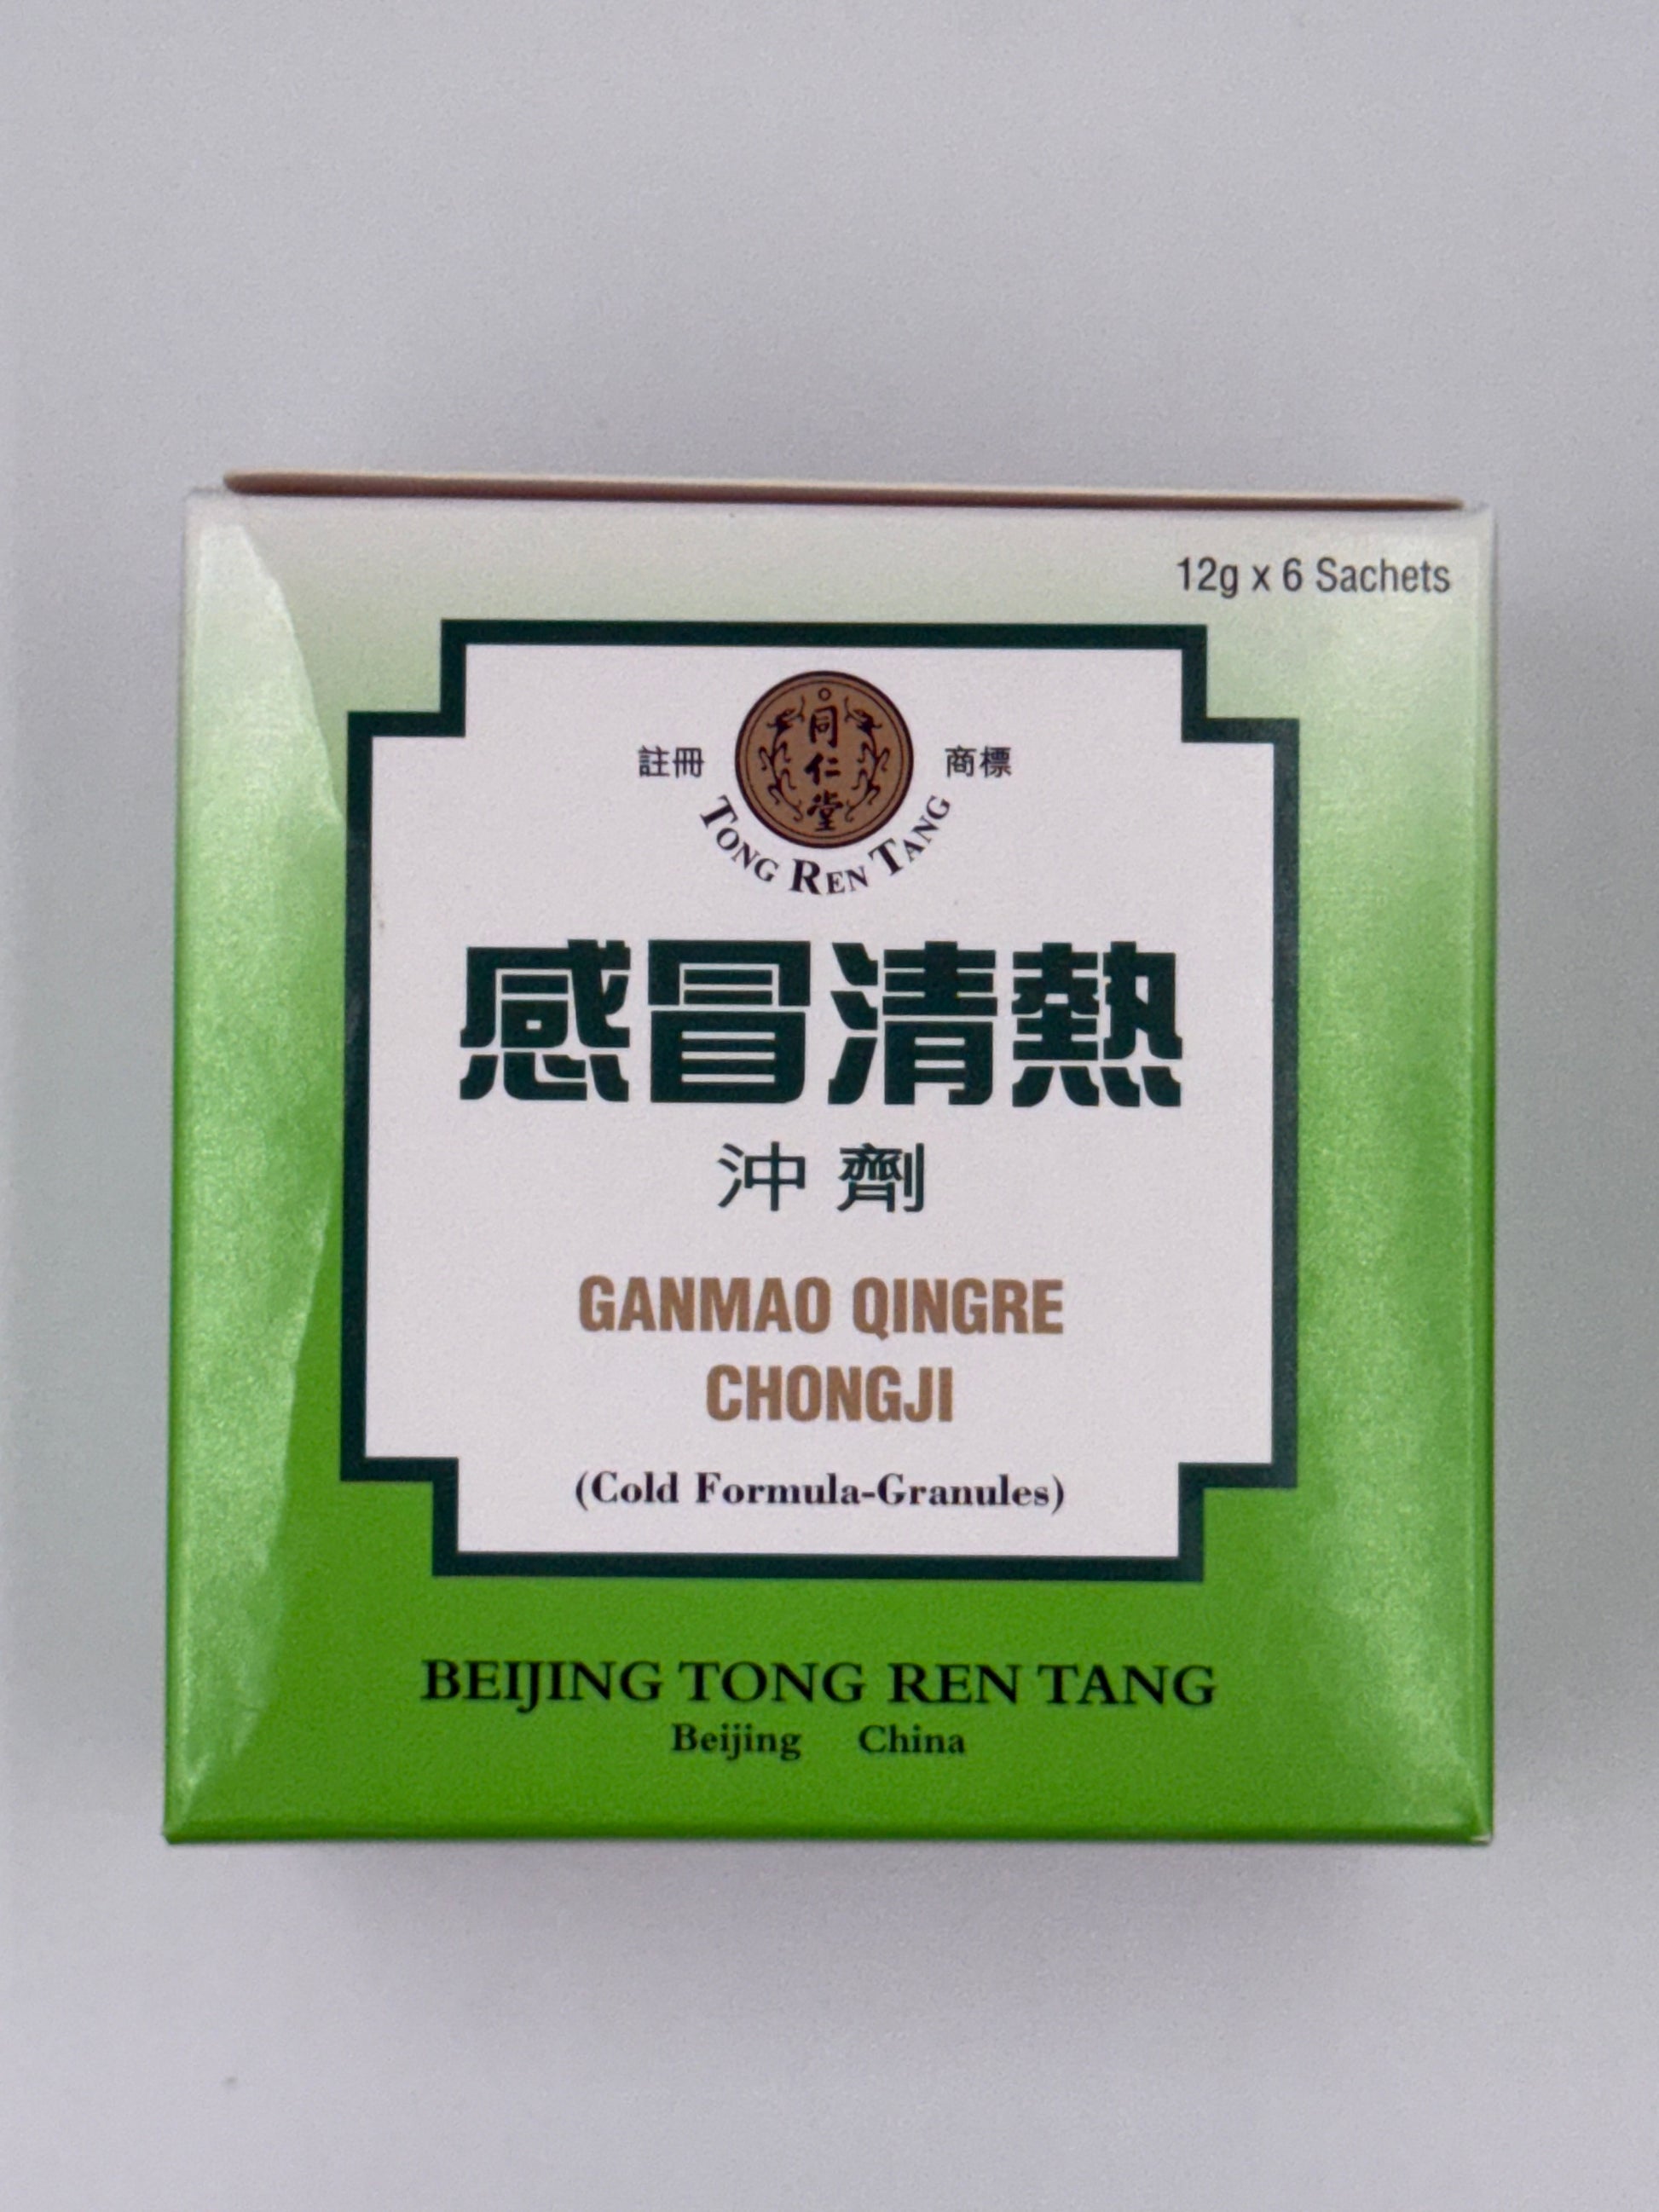 12g x 6 Sachets
註冊 同仁堂 商標
TONG REN TANG
感冒清熱
沖劑
GANMAO QINGRE
CHONGJI
(Cold Formula-Granules)
BEIJING TONG REN TANG
Beijing China